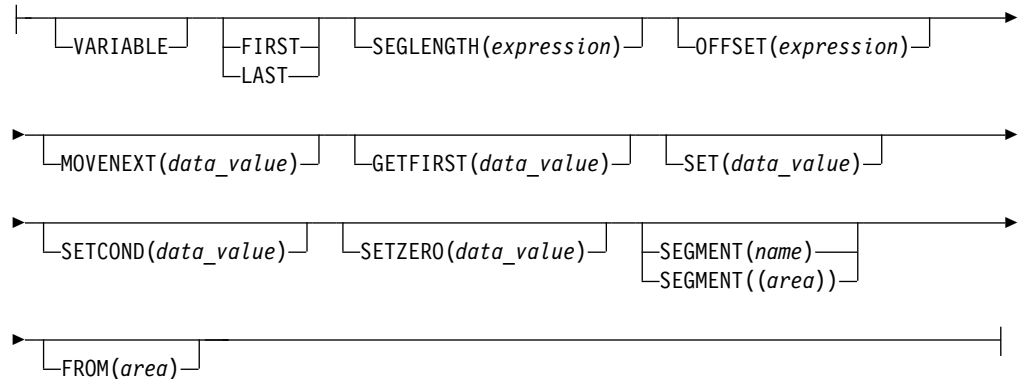 VARIABLE FIRST SEGLENGTH(expression) OFFSET(expression)
LAST
MOVENEXT(data_value) GETFIRST(data_value) SET(data_value)
SETCOND(data_value) SETZERO(data_value) SEGMENT(name)
SEGMENT((area))
FROM(area)